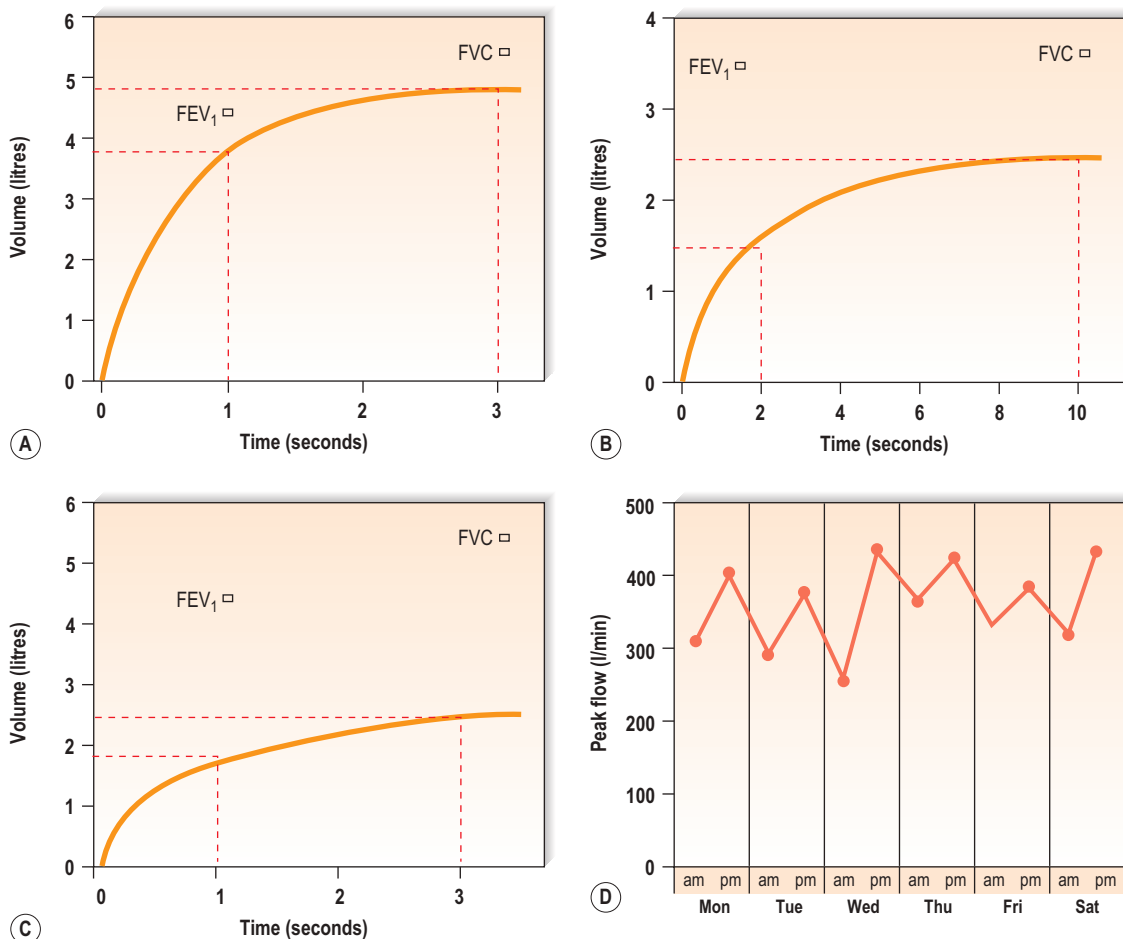 6
5
4
3
2
1
0
Volume (litres)
FEV1
FVC
0 1 2 3
Time (seconds)
A
4
3
2
1
0
Volume (litres)
FEV1
FVC
0 2 4 6 8 10
Time (seconds)
B
6
5
4
3
2
1
0
Volume (litres)
FEV1
FVC
0 1 2 3
Time (seconds)
C
500
400
300
200
100
0
Peak flow (l/min)
am pm am pm am pm am pm am pm am pm
Mon Tue Wed Thu Fri Sat
D